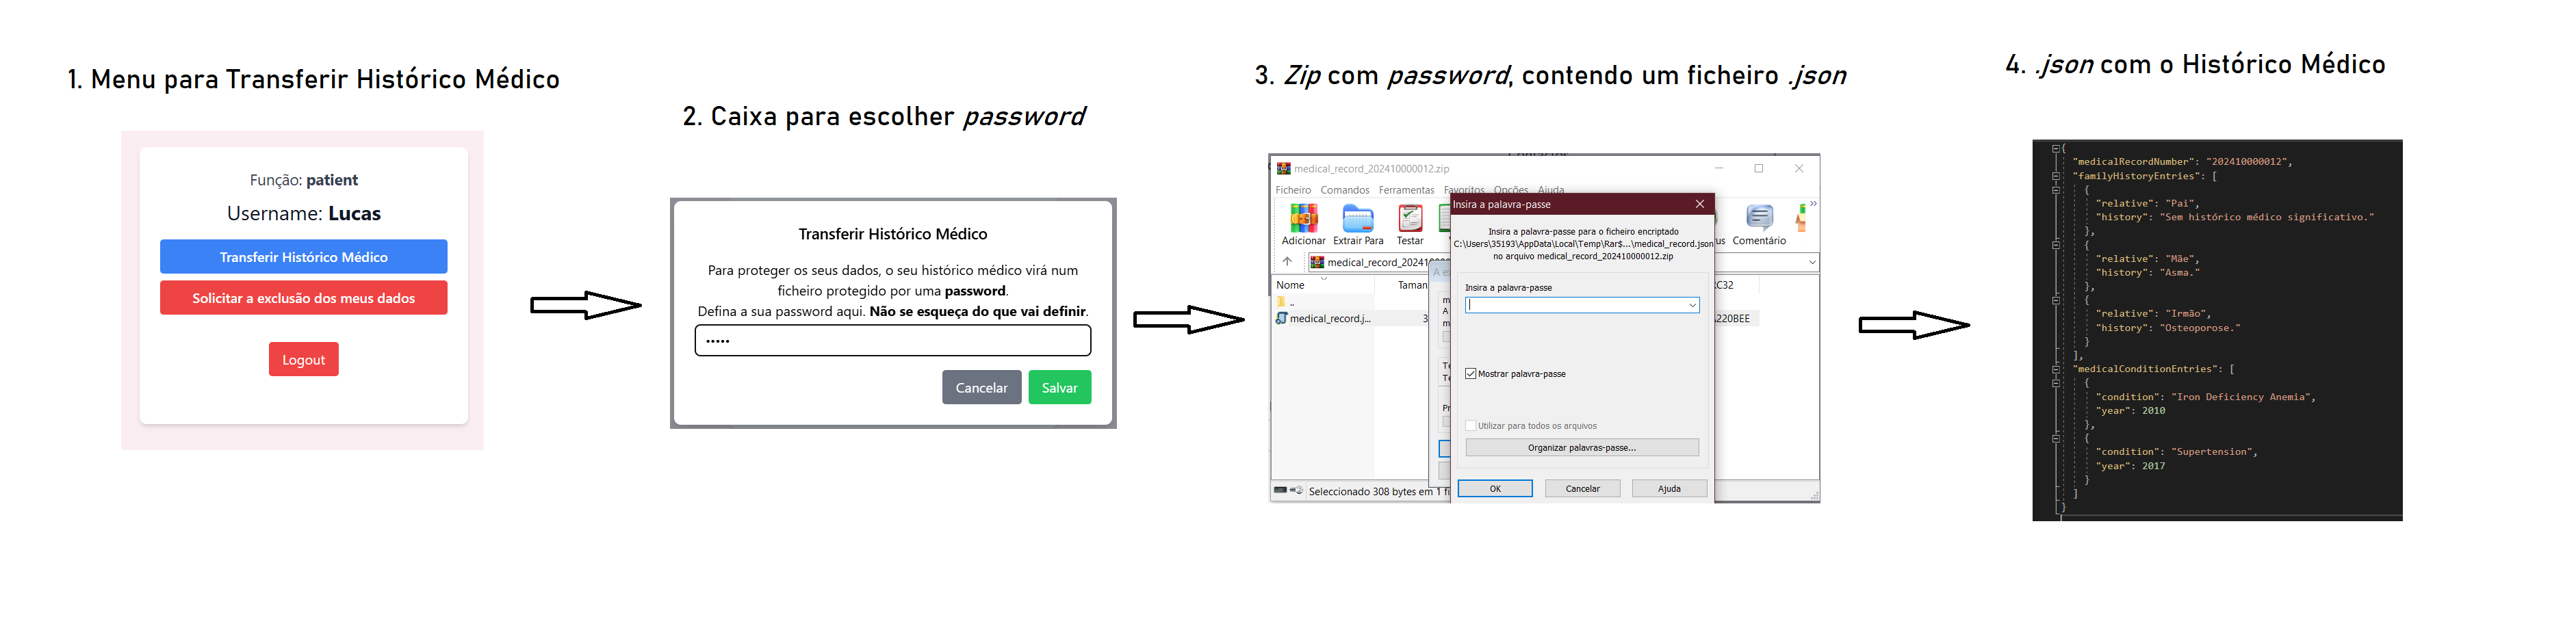 1. Menu para Transferir Histórico Médico
Função: patient
Username: Lucas
Transferir Histórico Médico
Solicitar a exclusão dos meus dados
Logout
2. Caixa para escolher password
Transferir Histórico Médico
Para proteger os seus dados, o seu histórico médico virá num
ficheiro protegido por uma password.
Defina a sua password aqui. Não se esqueça do que vai definir.
•••••
Cancelar
Salvar
3. Zip com password, contendo um ficheiro .json
medical_record_202410000012.zip
Ficheiro Comandos Ferramentas Favoritos Opções Ajuda
Adicionar Extrair Para Testar
Comentário
medical_record_20241
Nome
Taman
CRC32
..
medical_record.j...
3
220BEE
Seleccionado 308 bytes em 1 fi
Insira a palavra-passe
Insira a palavra-passe para o ficheiro encriptado
C:\Users\35193\AppData\Local\Temp\Rar$...\medical_record.json
no arquivo medical_record_202410000012.zip
Insira a palavra-passe
Mostrar palavra-passe
Utilizar para todos os arquivos
Organizar palavras-passe...
OK
Cancelar
Ajuda
4. .json com o Histórico Médico
{
"medicalRecordNumber": "202410000012",
"familyHistoryEntries": [
{
"relative": "Pai",
"history": "Sem histórico médico significativo."
},
{
"relative": "Mãe",
"history": "Asma."
},
{
"relative": "Irmão",
"history": "Osteoporose."
}
],
"medicalConditionEntries": [
{
"condition": "Iron Deficiency Anemia",
"year": 2010
},
{
"condition": "Supertension",
"year": 2017
}
]
}